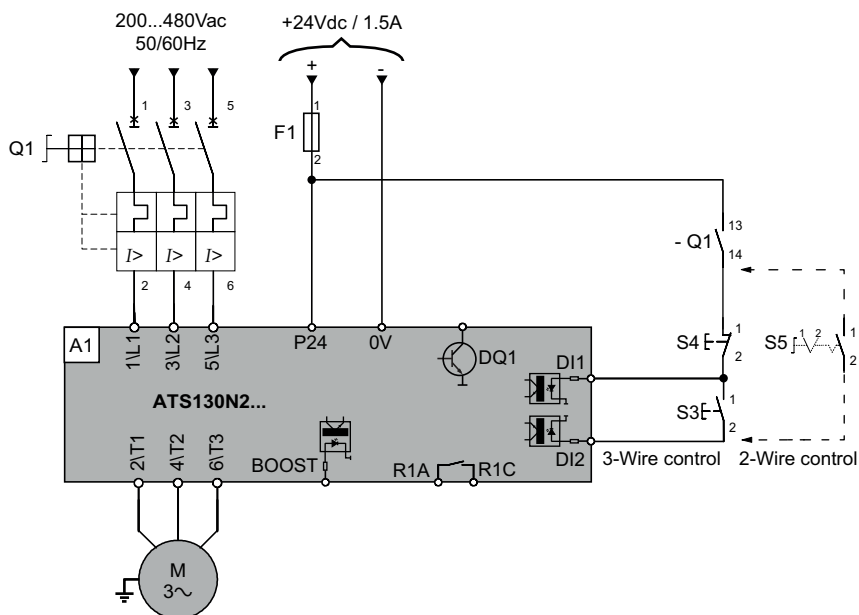 200...480Vac
50/60Hz
+24Vdc / 1.5A
+
-
1
3
5
Q1
F1
1
2
I>
I>
I>
2
4
6
- Q1
13
14
S4
1
2
S5
1 2
1
2
S3
1
2
A1
1\L1
3\L2
5\L3
P24
0V
DQ1
DI1
ATS130N2...
DI2
2\T1
4\T2
6\T3
BOOST
R1A
R1C
3-Wire control
2-Wire control
M
3～